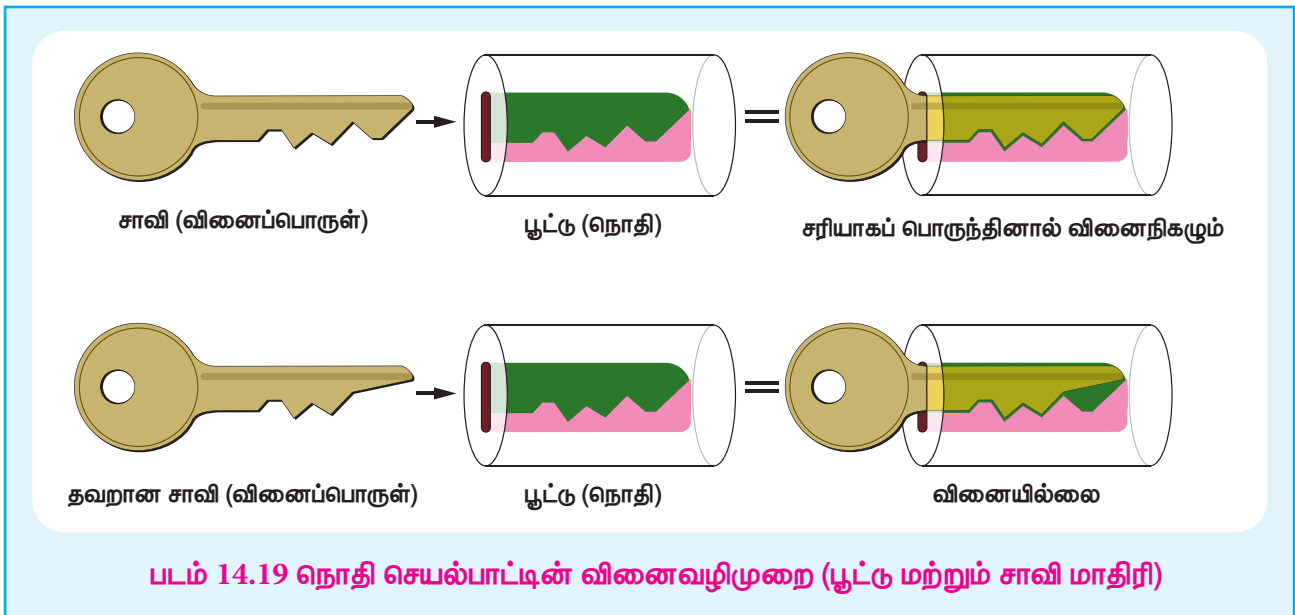 சாவி (வினைப்பொருள்)
பூட்டு (நொதி)
சரியாகப் பொருந்தினால் வினைநிகழும்
தவறான சாவி (வினைப்பொருள்)
பூட்டு (நொதி)
வினையில்லை
படம் 14.19 நொதி செயல்பாட்டின் வினைவழிமுறை (பூட்டு மற்றும் சாவி மாதிரி)